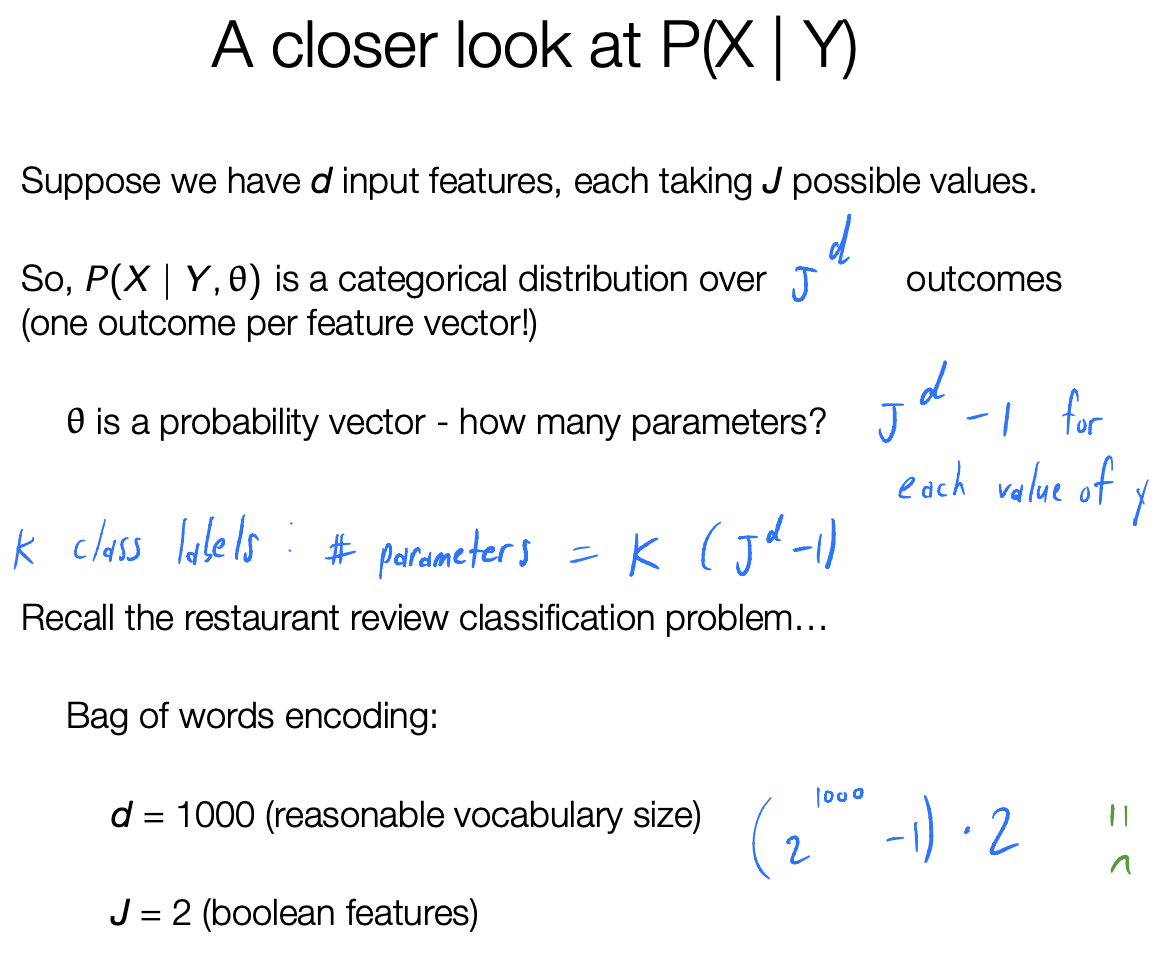 A closer look at P(X | Y)
Suppose we have d input features, each taking J possible values.
So, P(X | Y, θ) is a categorical distribution over J^d outcomes
(one outcome per feature vector!)
θ is a probability vector - how many parameters? J^d - 1 for
each value of y
K class labels : # parameters = K (J^d - 1)
Recall the restaurant review classification problem…
Bag of words encoding:
d = 1000 (reasonable vocabulary size) (2^1000 - 1) · 2
J = 2 (boolean features)